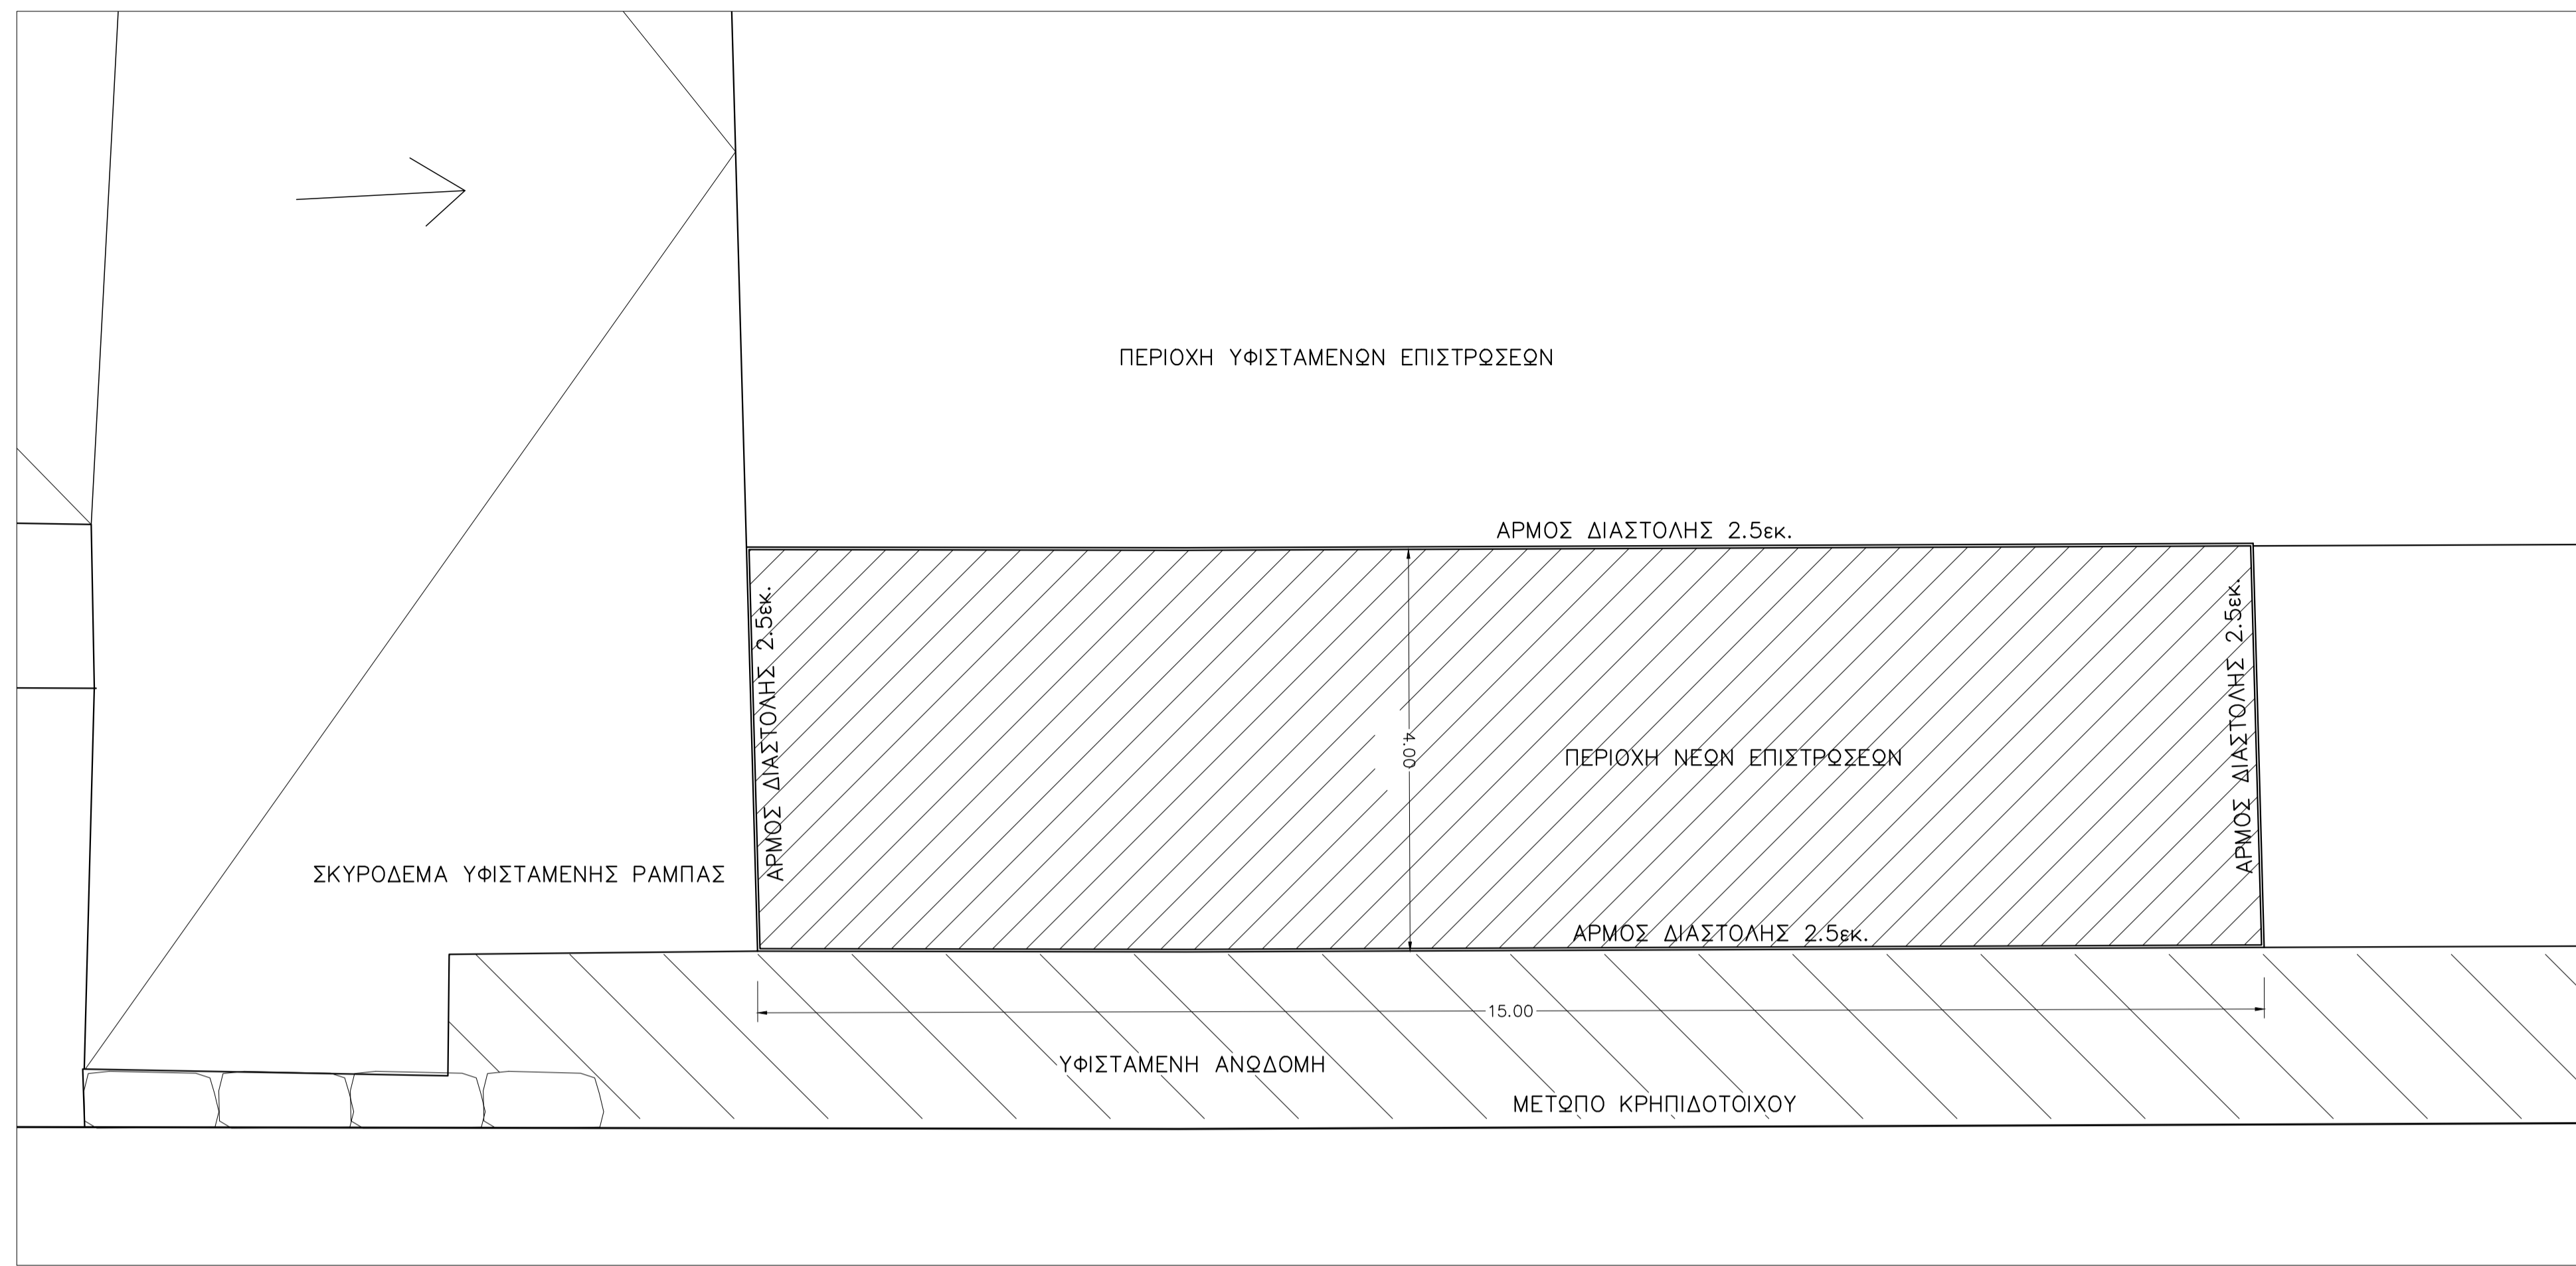 ΠΕΡΙΟΧΗ ΥΦΙΣΤΑΜΕΝΩΝ ΕΠΙΣΤΡΩΣΕΩΝ
ΑΡΜΟΣ ΔΙΑΣΤΟΛΗΣ 2.5εκ.
ΑΡΜΟΣ ΔΙΑΣΤΟΛΗΣ 2.5εκ.
4.00
ΠΕΡΙΟΧΗ ΝΕΩΝ ΕΠΙΣΤΡΩΣΕΩΝ
ΑΡΜΟΣ ΔΙΑΣΤΟΛΗΣ 2.5εκ.
ΣΚΥΡΟΔΕΜΑ ΥΦΙΣΤΑΜΕΝΗΣ ΡΑΜΠΑΣ
ΑΡΜΟΣ ΔΙΑΣΤΟΛΗΣ 2.5εκ.
15.00
ΥΦΙΣΤΑΜΕΝΗ ΑΝΩΔΟΜΗ
ΜΕΤΩΠΟ ΚΡΗΠΙΔΟΤΟΙΧΟΥ